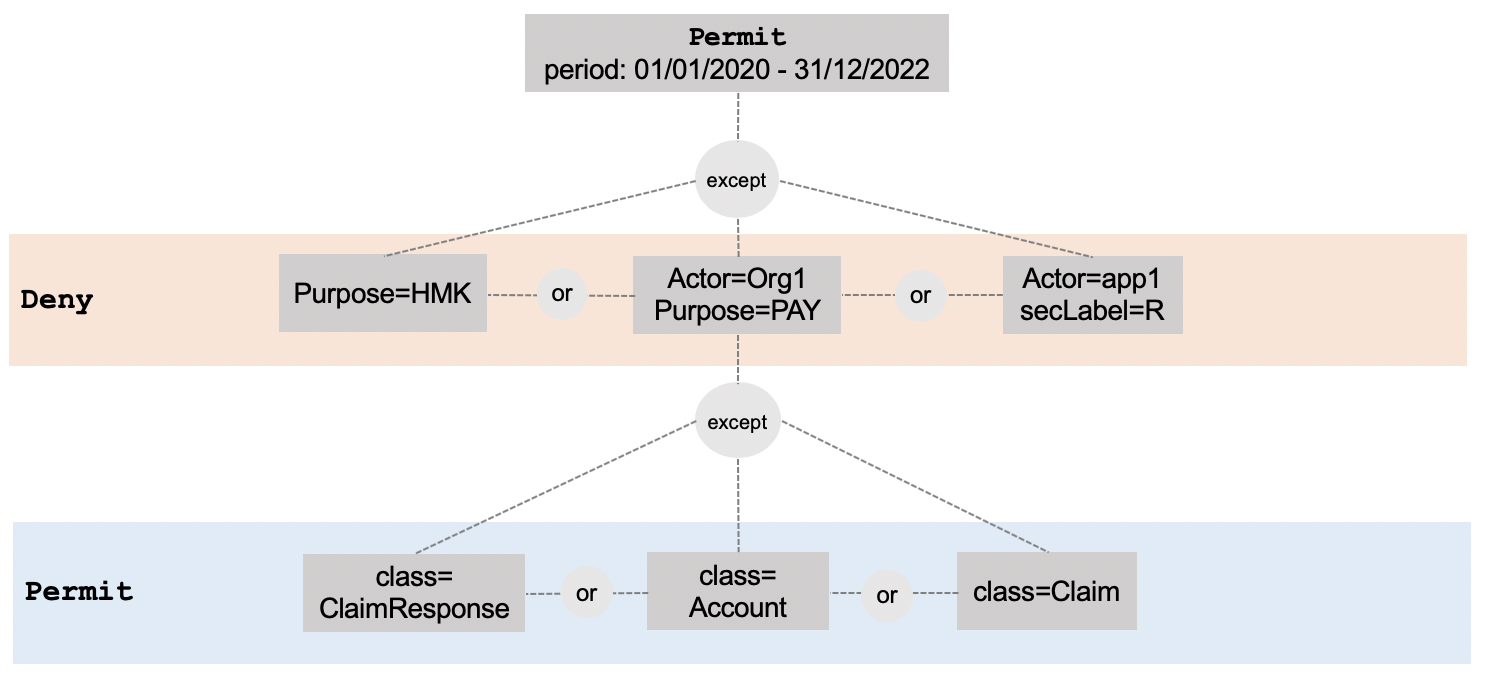 Permit
period: 01/01/2020 - 31/12/2022
except
Deny
Purpose=HMK
or
Actor=Org1
Purpose=PAY
or
Actor=app1
secLabel=R
except
Permit
class=
ClaimResponse
or
class=
Account
or
class=Claim